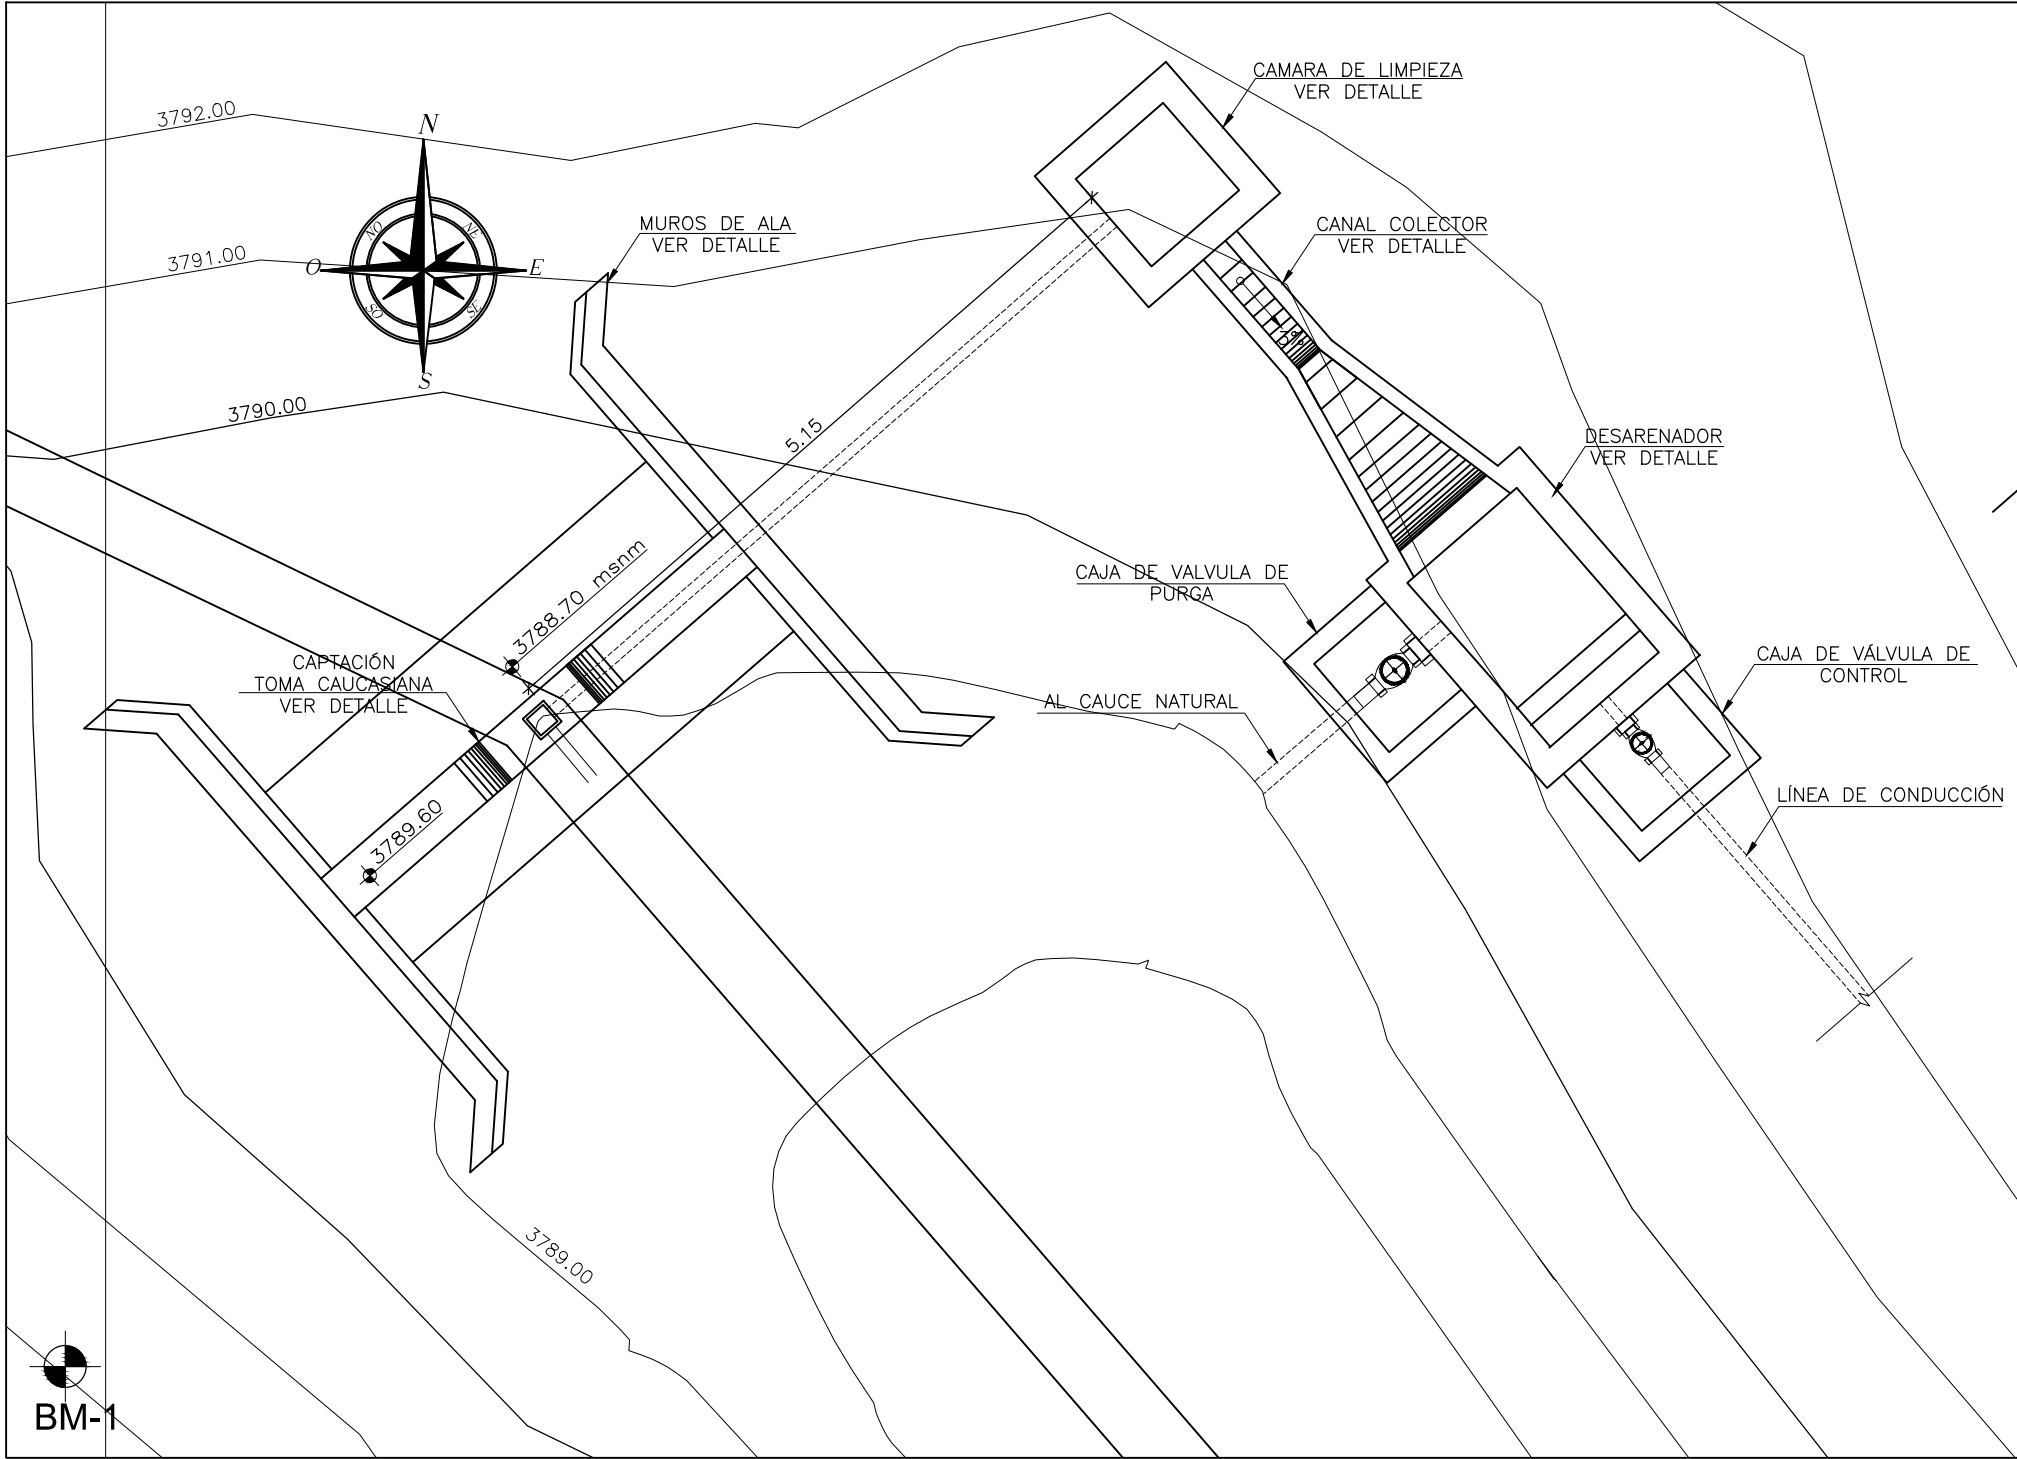 3792.00
3791.00
3790.00
N
NO
NE
O
E
SO
SE
S
MUROS DE ALA
VER DETALLE
CAMARA DE LIMPIEZA
VER DETALLE
CANAL COLECTOR
VER DETALLE
5.15
DESARENADOR
VER DETALLE
3788.70 msnm
CAPTACIÓN
TOMA CAUCASIANA
VER DETALLE
3789.60
CAJA DE VALVULA DE
PURGA
AL CAUCE NATURAL
CAJA DE VÁLVULA DE
CONTROL
LÍNEA DE CONDUCCIÓN
3789.00
BM-1